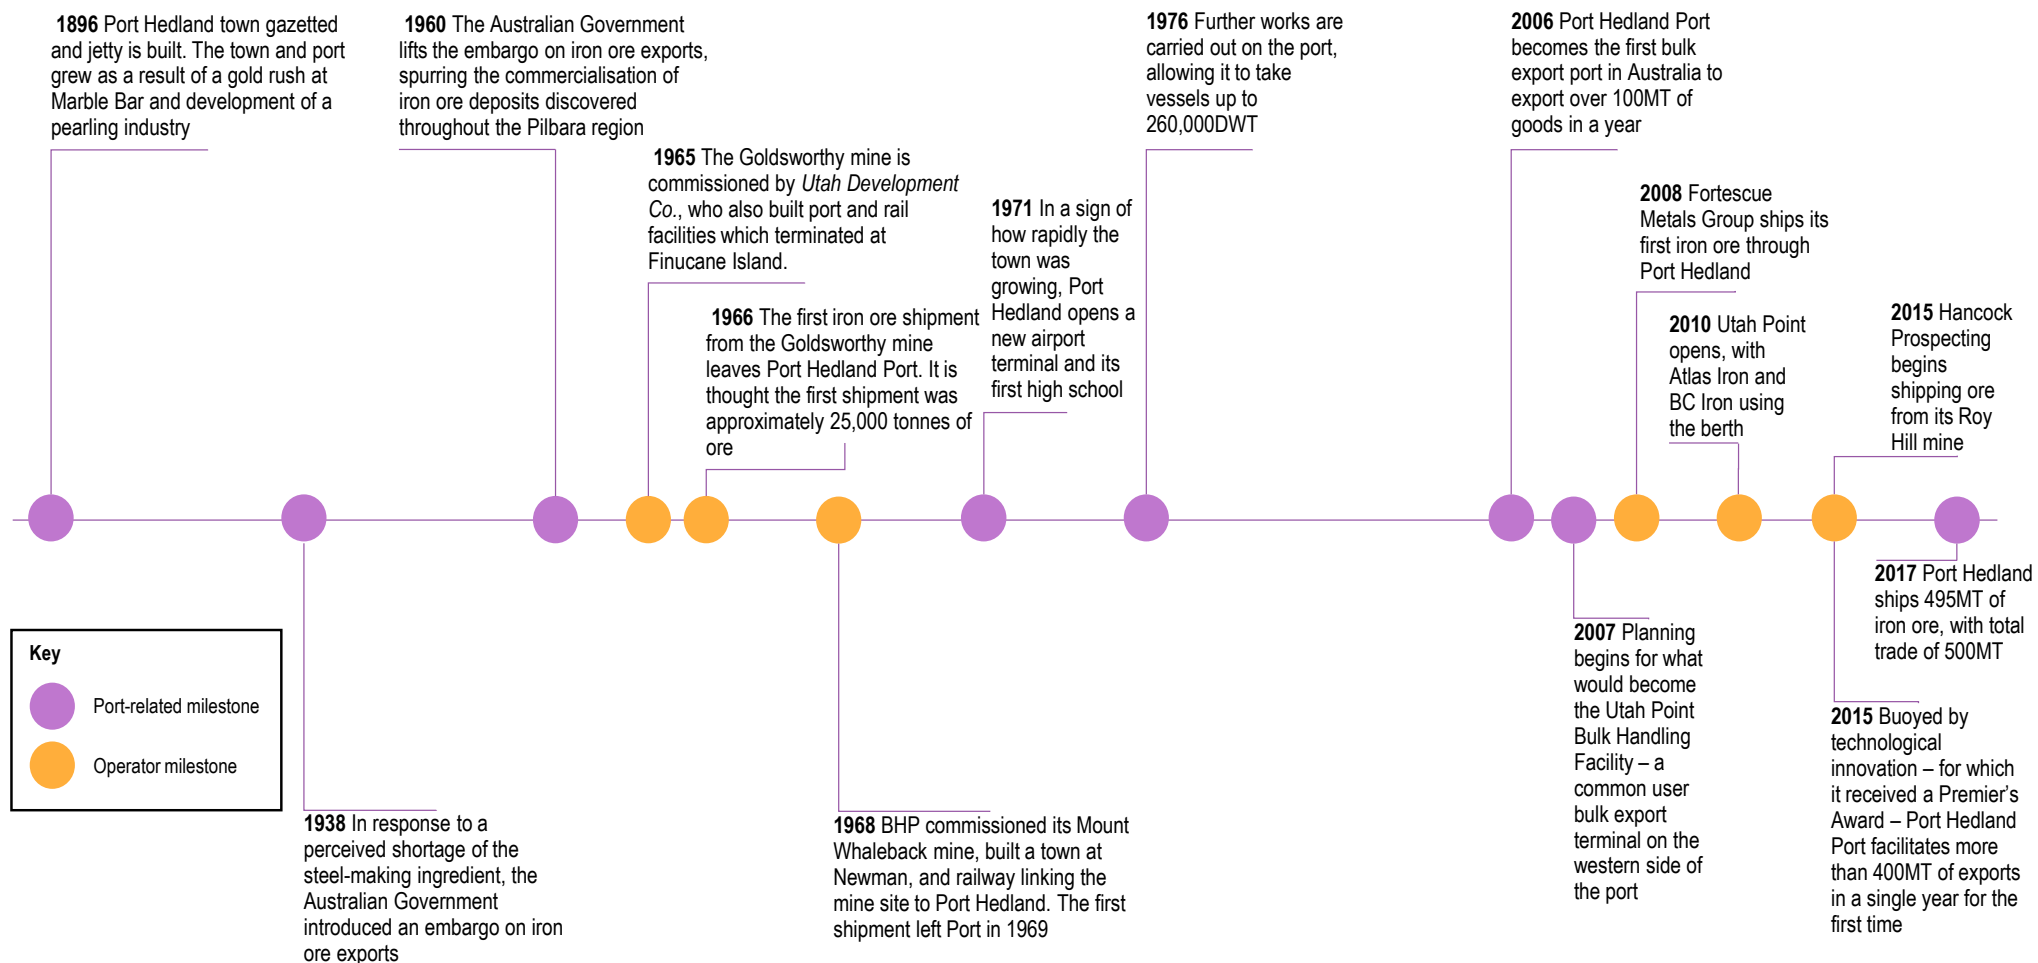 1896 Port Hedland town gazetted
and jetty is built. The town and port
grew as a result of a gold rush at
Marble Bar and development of a
pearling industry
1960 The Australian Government
lifts the embargo on iron ore exports,
spurring the commercialisation of
iron ore deposits discovered
throughout the Pilbara region
1965 The Goldsworthy mine is
commissioned by Utah Development
Co., who also built port and rail
facilities which terminated at
Finucane Island.
1966 The first iron ore shipment
from the Goldsworthy mine
leaves Port Hedland Port. It is
thought the first shipment was
approximately 25,000 tonnes of
ore
1971 In a sign of
how rapidly the
town was
growing, Port
Hedland opens a
new airport
terminal and its
first high school
1976 Further works are
carried out on the port,
allowing it to take
vessels up to
260,000DWT
2006 Port Hedland Port
becomes the first bulk
export port in Australia to
export over 100MT of
goods in a year
2008 Fortescue
Metals Group ships its
first iron ore through
Port Hedland
2010 Utah Point
opens, with
Atlas Iron and
BC Iron using
the berth
2015 Hancock
Prospecting
begins
shipping ore
from its Roy
Hill mine
Key
Port-related milestone
Operator milestone
1938 In response to a
perceived shortage of the
steel-making ingredient, the
Australian Government
introduced an embargo on iron
ore exports
1968 BHP commissioned its Mount
Whaleback mine, built a town at
Newman, and railway linking the
mine site to Port Hedland. The first
shipment left Port in 1969
2007 Planning
begins for what
would become
the Utah Point
Bulk Handling
Facility – a
common user
bulk export
terminal on the
western side of
the port
2015 Buoyed by
technological
innovation – for which
it received a Premier's
Award – Port Hedland
Port facilitates more
than 400MT of exports
in a single year for the
first time
2017 Port Hedland
ships 495MT of
iron ore, with total
trade of 500MT